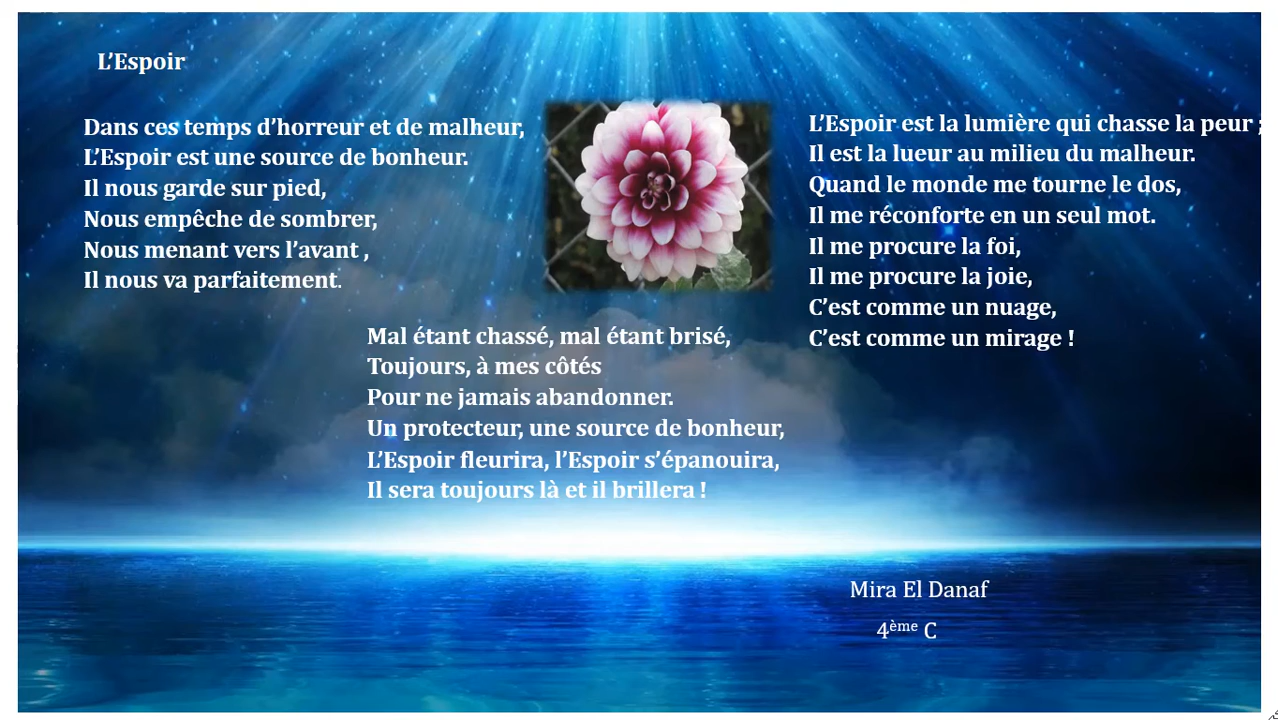 L’Espoir
Dans ces temps d’horreur et de malheur,
L’Espoir est une source de bonheur.
Il nous garde sur pied,
Nous empêche de sombrer,
Nous menant vers l’avant ,
Il nous va parfaitement.
L’Espoir est la lumière qui chasse la peur ;
Il est la lueur au milieu du malheur.
Quand le monde me tourne le dos,
Il me réconforte en un seul mot.
Il me procure la foi,
Il me procure la joie,
C’est comme un nuage,
C’est comme un mirage !
Mal étant chassé, mal étant brisé,
Toujours, à mes côtés
Pour ne jamais abandonner.
Un protecteur, une source de bonheur,
L’Espoir fleurira, l’Espoir s’épanouira,
Il sera toujours là et il brillera !
Mira El Danaf
4ème C